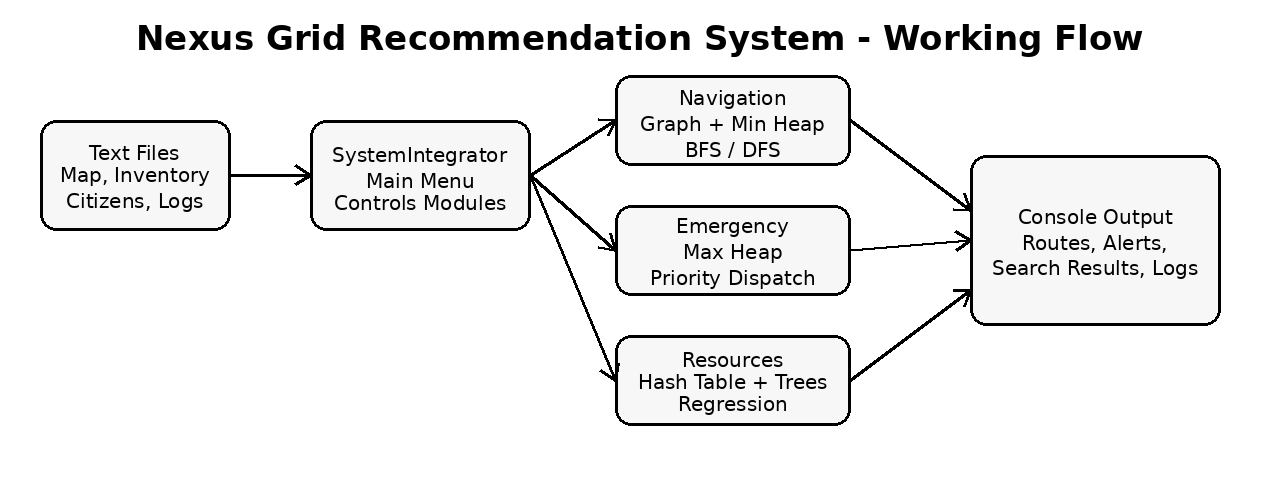 Nexus Grid Recommendation System - Working Flow
Text Files
Map, Inventory
Citizens, Logs
SystemIntegrator
Main Menu
Controls Modules
Navigation
Graph + Min Heap
BFS / DFS
Emergency
Max Heap
Priority Dispatch
Resources
Hash Table + Trees
Regression
Console Output
Routes, Alerts,
Search Results, Logs